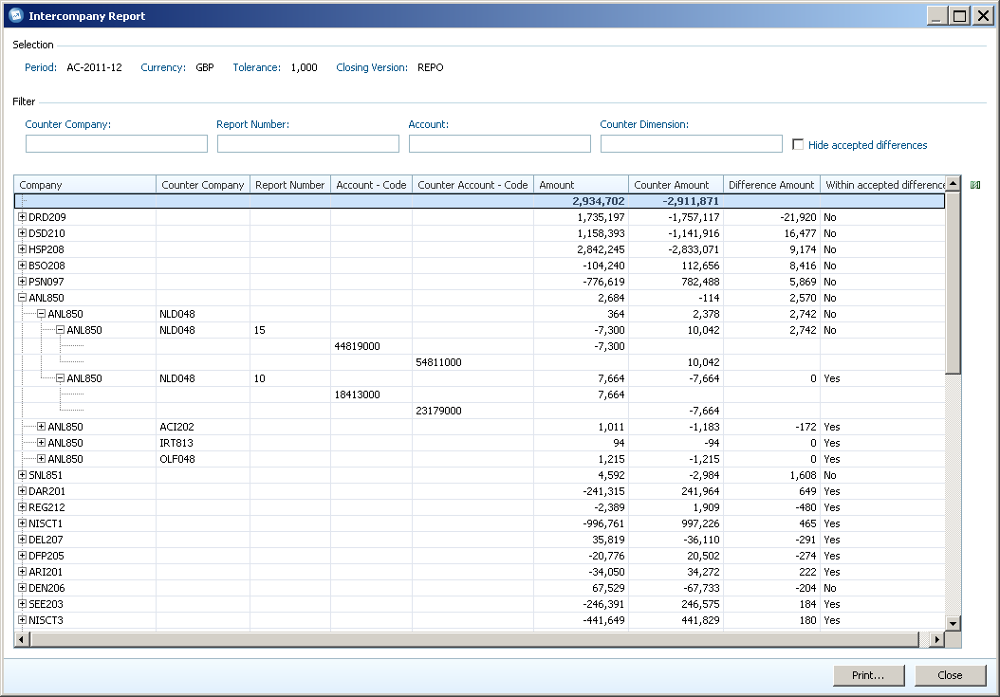 Intercompany Report
Selection
Period: AC-2011-12 Currency: GBP Tolerance: 1,000 Closing Version: REPO
Filter
Counter Company: Report Number: Account: Counter Dimension:
Hide accepted differences
Company Counter Company Report Number Account - Code Counter Account - Code Amount Counter Amount Difference Amount Within accepted difference
2,934,702 -2,911,871
DRD209 1,735,197 -1,757,117 -21,920 No
DSD210 1,158,393 -1,141,916 16,477 No
HSP208 2,842,245 -2,833,071 9,174 No
BSO208 -104,240 112,656 8,416 No
PSN097 -776,619 782,488 5,869 No
ANL850 2,684 -114 2,570 No
ANL850 NLD048 364 2,378 2,742 No
ANL850 NLD048 15 -7,300 10,042 2,742 No
44819000 -7,300
54811000 10,042
ANL850 NLD048 10 7,664 -7,664 0 Yes
18413000 7,664
23179000 -7,664
ANL850 ACI202 1,011 -1,183 -172 Yes
ANL850 IRT813 94 -94 0 Yes
ANL850 OLF048 1,215 -1,215 0 Yes
SNL851 4,592 -2,984 1,608 No
DAR201 -241,315 241,964 649 Yes
REG212 -2,389 1,909 -480 Yes
NISCT1 -996,761 997,226 465 Yes
DEL207 35,819 -36,110 -291 Yes
DFP205 -20,776 20,502 -274 Yes
ARI201 -34,050 34,272 222 Yes
DEN206 67,529 -67,733 -204 No
SEE203 -246,391 246,575 184 Yes
NISCT3 -441,649 441,829 180 Yes
Print... Close